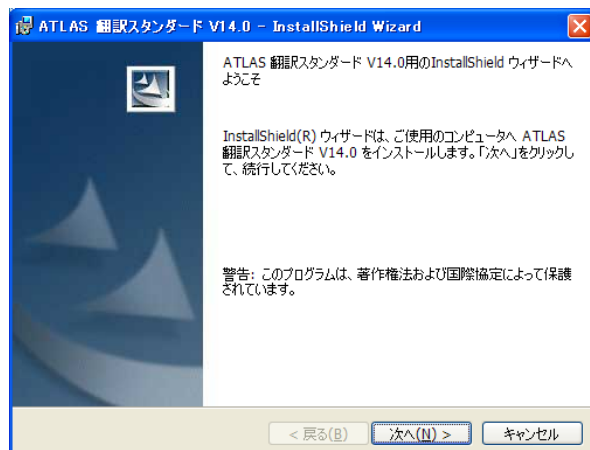 ATLAS 翻訳スタンダード V14.0 - InstallShield Wizard
ATLAS 翻訳スタンダード V14.0用のInstallShield ウィザードへ
ようこそ
InstallShield(R) ウィザードは、ご使用のコンピュータへ ATLAS
翻訳スタンダード V14.0 をインストールします。「次へ」をクリックし
て、続行してください。
警告: このプログラムは、著作権法および国際協定によって保護
されています。
< 戻る(B)
次へ(N) >
キャンセル